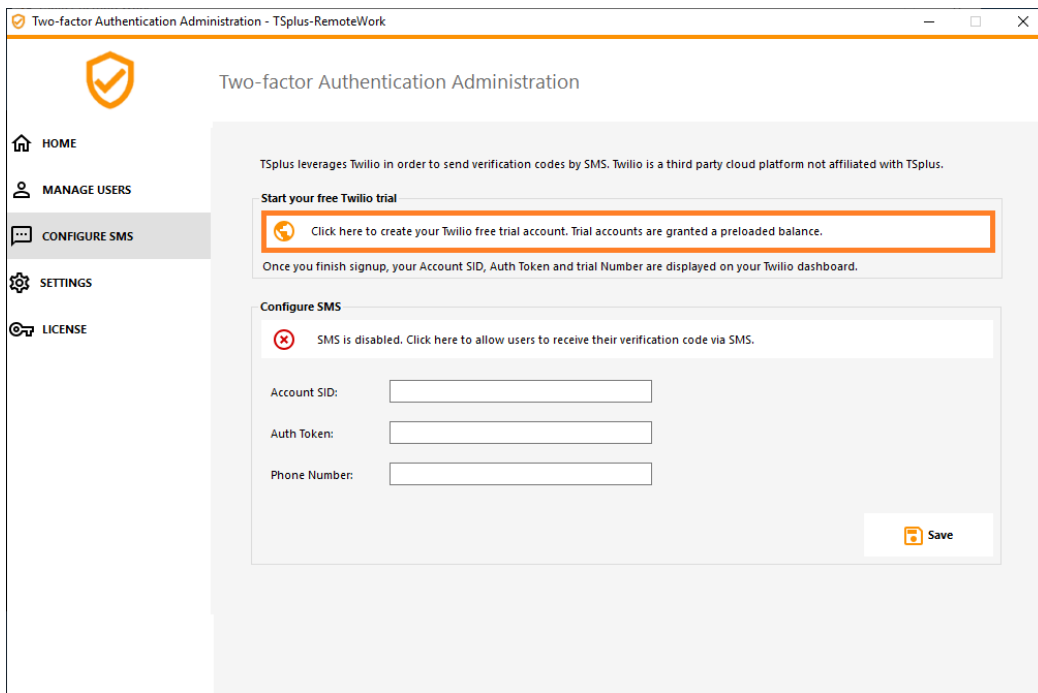 Two-factor Authentication Administration - TSplus-RemoteWork
Two-factor Authentication Administration
HOME
MANAGE USERS
CONFIGURE SMS
SETTINGS
LICENSE
TSplus leverages Twilio in order to send verification codes by SMS. Twilio is a third party cloud platform not affiliated with TSplus.
Start your free Twilio trial
Click here to create your Twilio free trial account. Trial accounts are granted a preloaded balance.
Once you finish signup, your Account SID, Auth Token and trial Number are displayed on your Twilio dashboard.
Configure SMS
SMS is disabled. Click here to allow users to receive their verification code via SMS.
Account SID:
Auth Token:
Phone Number:
Save